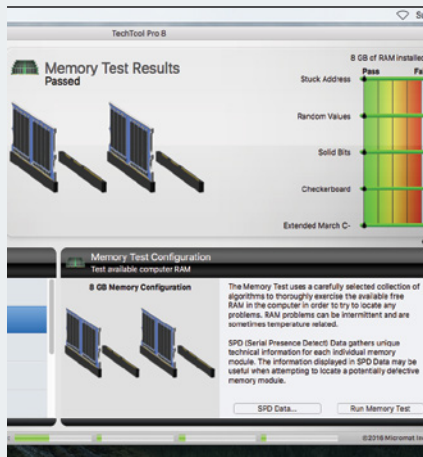 TechTool Pro 8
Memory Test Results
Passed
8 GB of RAM installed
Pass
Stuck Address
Random Values
Solid Bits
Checkerboard
Extended March C-
Memory Test Configuration
Test available computer RAM
8 GB Memory Configuration
The Memory Test uses a carefully selected collection of
algorithms to thoroughly exercise the available free
RAM in the computer in order to try to locate any
problems. RAM problems can be intermittent and are
sometimes temperature related.
SPD (Serial Presence Detect) Data gathers unique
technical information for each individual memory
module. The information displayed in SPD Data may be
useful when attempting to locate a potentially defective
memory module.
SPD Data...
Run Memory Test
©2016 Micromat